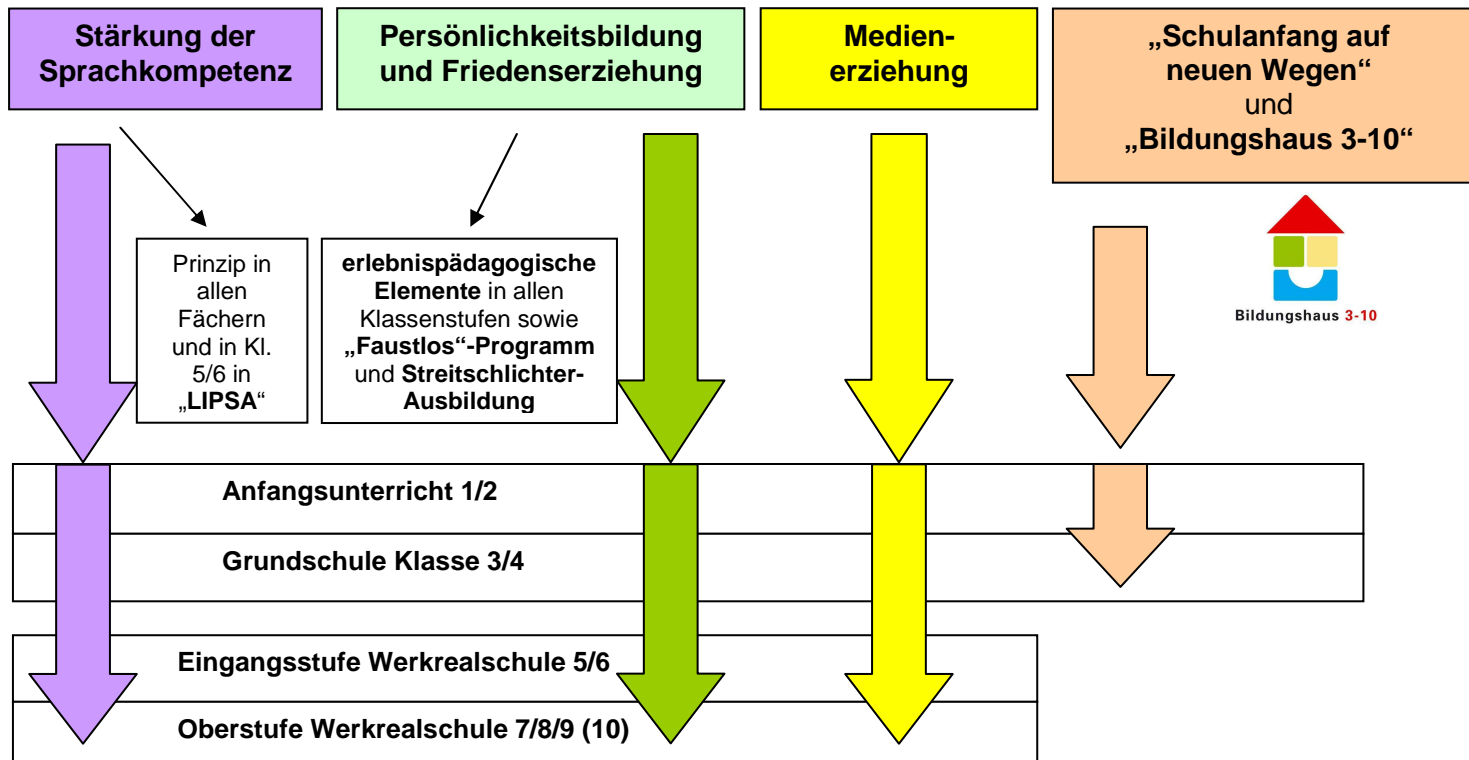 Stärkung der
Sprachkompetenz
Persönlichkeitsbildung
und Friedenserziehung
Medien-
erziehung
„Schulanfang auf
neuen Wegen“
und
„Bildungshaus 3-10“
Prinzip in
allen
Fächern
und in Kl.
5/6 in
„LIPSA“
erlebnispädagogische
Elemente in allen
Klassenstufen sowie
„Faustlos“-Programm
und Streitschlichter-
Ausbildung
Bildungshaus 3-10
Anfangsunterricht 1/2
Grundschule Klasse 3/4
Eingangsstufe Werkrealschule 5/6
Oberstufe Werkrealschule 7/8/9 (10)